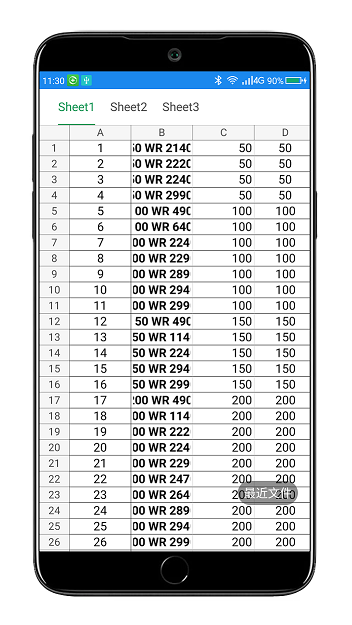 11:30 4G 90%
Sheet1 Sheet2 Sheet3
A B C D
1 1 50 WR 2140 50 50
2 2 50 WR 2220 50 50
3 3 50 WR 2240 50 50
4 4 50 WR 2990 50 50
5 5 00 WR 490 100 100
6 6 00 WR 640 100 100
7 7 00 WR 224 100 100
8 8 00 WR 229 100 100
9 9 00 WR 289 100 100
10 10 00 WR 294 100 100
11 11 00 WR 299 100 100
12 12 50 WR 490 150 150
13 13 50 WR 114 150 150
14 14 50 WR 224 150 150
15 15 50 WR 294 150 150
16 16 50 WR 299 150 150
17 17 200 WR 490 200 200
18 18 00 WR 114 200 200
19 19 00 WR 222 200 200
20 20 00 WR 224 200 200
21 21 00 WR 229 200 200
22 22 00 WR 247 200 200
最近文件
23 23 00 WR 264 200 200
24 24 00 WR 289 200 200
25 25 00 WR 294 200 200
26 26 00 WR 299 200 200